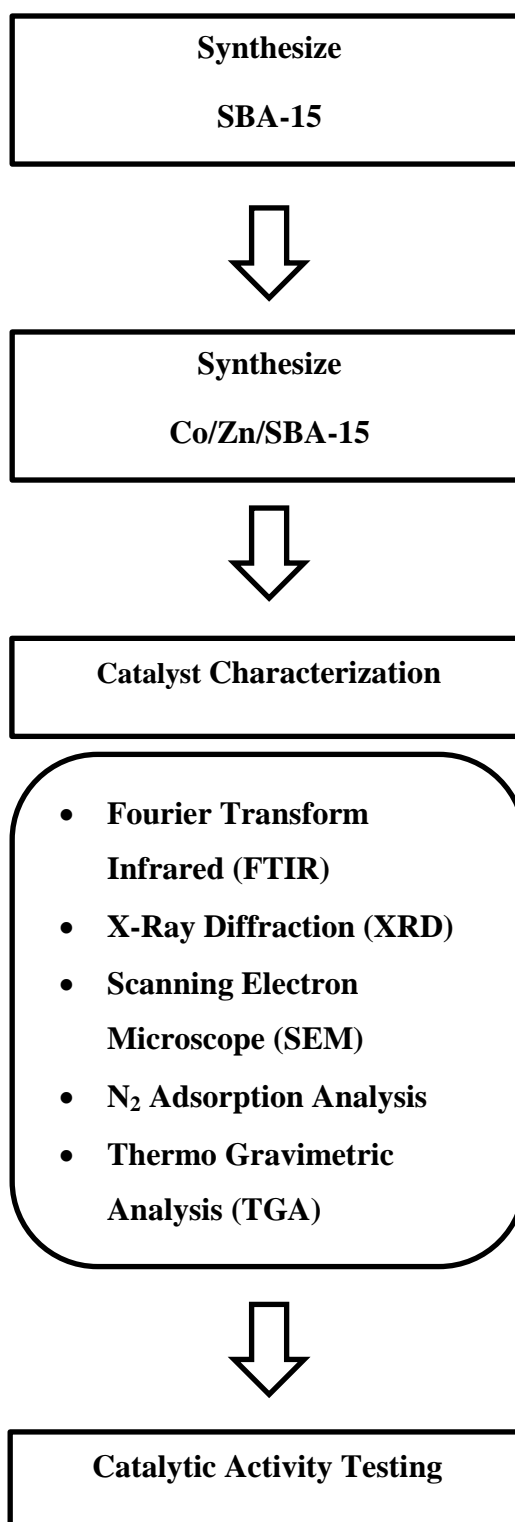 Synthesize
SBA-15
Synthesize
Co/Zn/SBA-15
Catalyst Characterization
• Fourier Transform
Infrared (FTIR)
• X-Ray Diffraction (XRD)
• Scanning Electron
Microscope (SEM)
• N₂ Adsorption Analysis
• Thermo Gravimetric
Analysis (TGA)
Catalytic Activity Testing